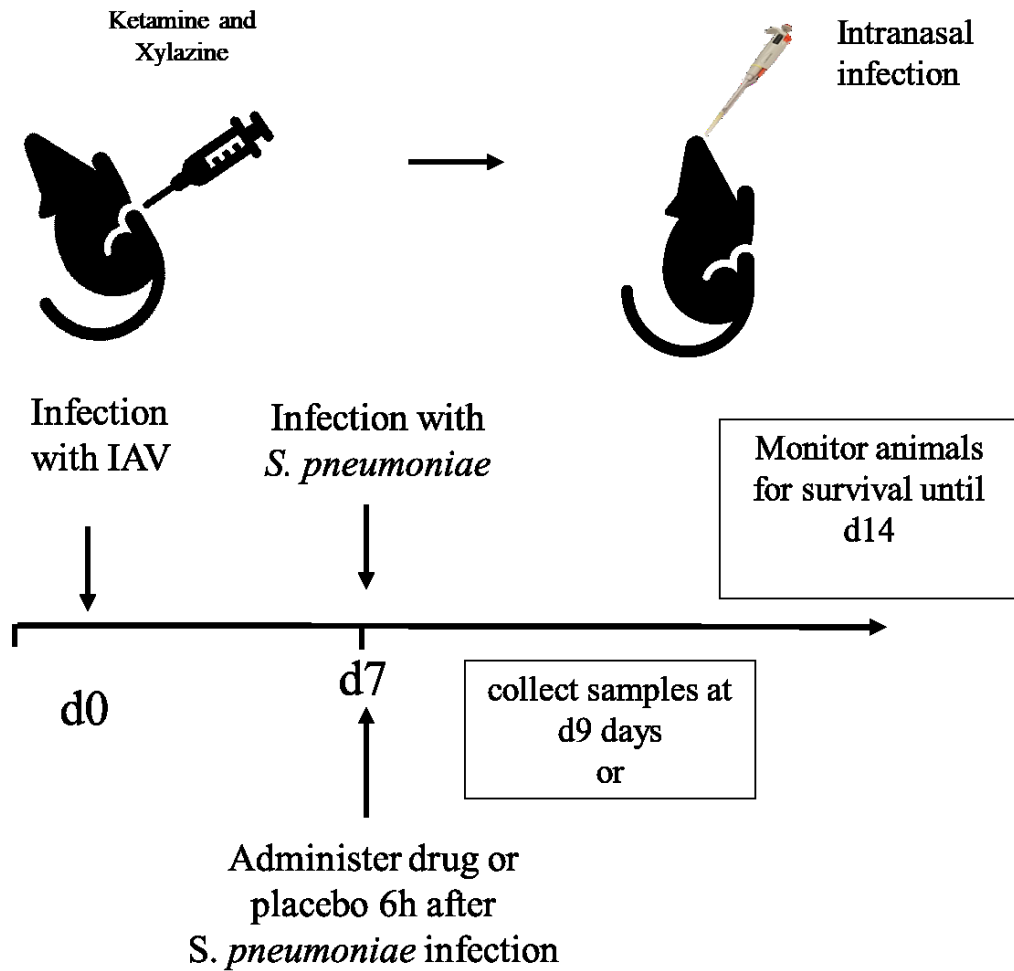 Ketamine and
Xylazine
Intranasal
infection
Infection
with IAV
Infection with
S. pneumoniae
Monitor animals
for survival until
d14
d0
d7
collect samples at
d9 days
or
Administer drug or
placebo 6h after
S. pneumoniae infection